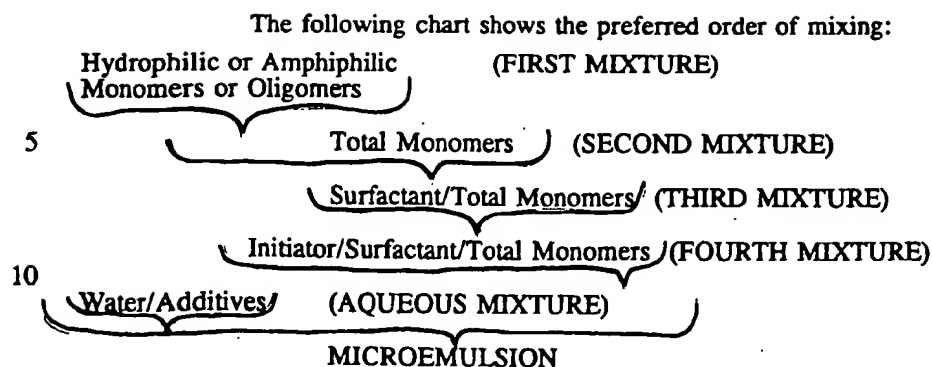 The following chart shows the preferred order of mixing:
Hydrophilic or Amphiphilic (FIRST MIXTURE)
Monomers or Oligomers
5 Total Monomers (SECOND MIXTURE)
Surfactant/Total Monomers (THIRD MIXTURE)
Initiator/Surfactant/Total Monomers (FOURTH MIXTURE)
10
Water/Additives (AQUEOUS MIXTURE)
MICROEMULSION